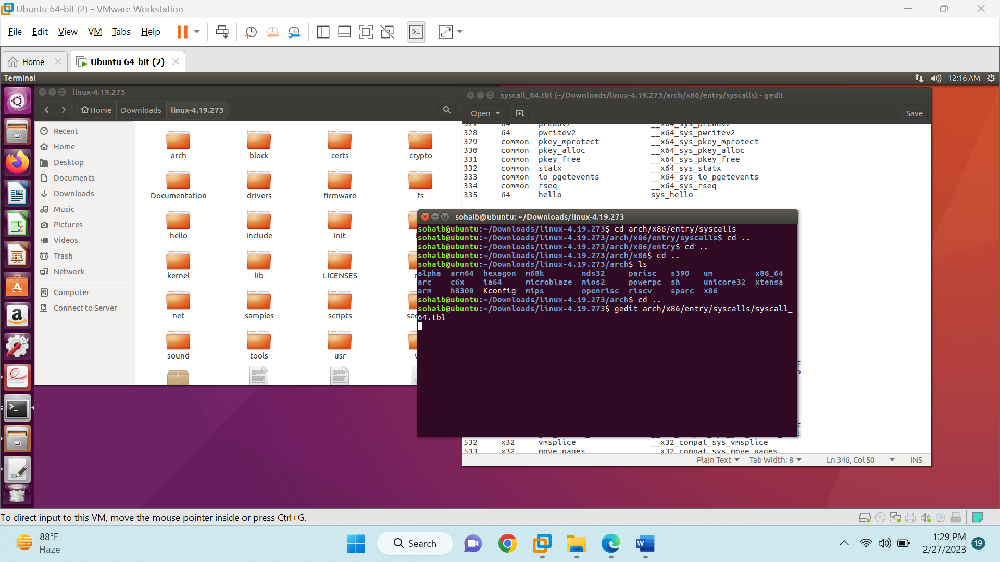 Ubuntu 64-bit (2) - VMware Workstation
File Edit View VM Tabs Help
Home
Ubuntu 64-bit (2)
Terminal
12:16 AM
linux-4.19.273
Home Downloads linux-4.19.273
Recent
Home
Desktop
Documents
Downloads
Music
Pictures
Videos
Trash
Network
Computer
Connect to Server
arch block certs crypto
Documentation drivers firmware fs
hello include init
kernel lib LICENSES
net samples scripts
sound tools usr
syscall_64.tbl (~/Downloads/linux-4.19.273/arch/x86/entry/syscalls) - gedit
Open Save
327 64 preadv2 __x64_sys_preadv2
328 64 pwritev2 __x64_sys_pwritev2
329 common pkey_mprotect __x64_sys_pkey_mprotect
330 common pkey_alloc __x64_sys_pkey_alloc
331 common pkey_free __x64_sys_pkey_free
332 common statx __x64_sys_statx
333 common io_pgetevents __x64_sys_io_pgetevents
334 common rseq __x64_sys_rseq
335 64 hello sys_hello
sohaib@ubuntu: ~/Downloads/linux-4.19.273
sohaib@ubuntu:~/Downloads/linux-4.19.273$ cd arch/x86/entry/syscalls
sohaib@ubuntu:~/Downloads/linux-4.19.273/arch/x86/entry/syscalls$ cd ..
sohaib@ubuntu:~/Downloads/linux-4.19.273/arch/x86/entry$ cd ..
sohaib@ubuntu:~/Downloads/linux-4.19.273/arch/x86$ cd ..
sohaib@ubuntu:~/Downloads/linux-4.19.273/arch$ ls
alpha arm64 hexagon m68k nds32 parisc s390 um x86_64
arc c6x ia64 microblaze nios2 powerpc sh unicore32 xtensa
arm h8300 Kconfig mips openrisc riscv sparc x86
sohaib@ubuntu:~/Downloads/linux-4.19.273/arch$ cd ..
sohaib@ubuntu:~/Downloads/linux-4.19.273$ gedit arch/x86/entry/syscalls/syscall_
64.tbl
532 x32 vmsplice __x32_compat_sys_vmsplice
533 x32 move_pages __x32_compat_sys_move_pages
Plain Text Tab Width: 8 Ln 346, Col 50 INS
To direct input to this VM, move the mouse pointer inside or press Ctrl+G.
88°F
Haze
Search
1:29 PM
2/27/2023
19